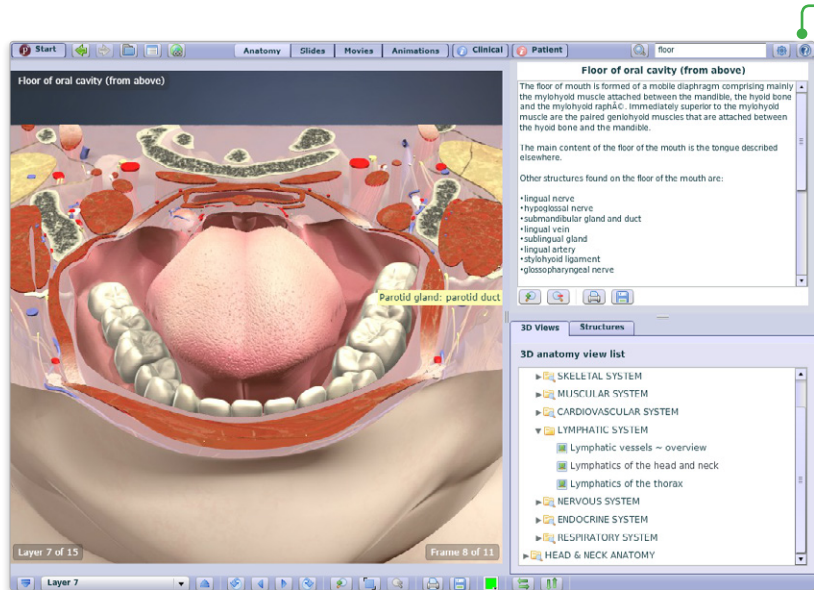 Start
Anatomy
Slides
Movies
Animations
Clinical
Patient
floor
Floor of oral cavity (from above)
Parotid gland: parotid duct
Layer 7 of 15
Frame 8 of 11
Layer 7
Floor of oral cavity (from above)
The floor of mouth is formed of a mobile diaphragm comprising mainly
the mylohyoid muscle attached between the mandible, the hyoid bone
and the mylohyoid raphÃ©. Immediately superior to the mylohyoid
muscle are the paired geniohyoid muscles that are attached between
the hyoid bone and the mandible.
The main content of the floor of the mouth is the tongue described
elsewhere.
Other structures found on the floor of the mouth are:
•lingual nerve
•hypoglossal nerve
•submandibular gland and duct
•lingual vein
•sublingual gland
•lingual artery
•stylohyoid ligament
•glossopharyngeal nerve
3D Views
Structures
3D anatomy view list
SKELETAL SYSTEM
MUSCULAR SYSTEM
CARDIOVASCULAR SYSTEM
LYMPHATIC SYSTEM
Lymphatic vessels ~ overview
Lymphatics of the head and neck
Lymphatics of the thorax
NERVOUS SYSTEM
ENDOCRINE SYSTEM
RESPIRATORY SYSTEM
HEAD & NECK ANATOMY